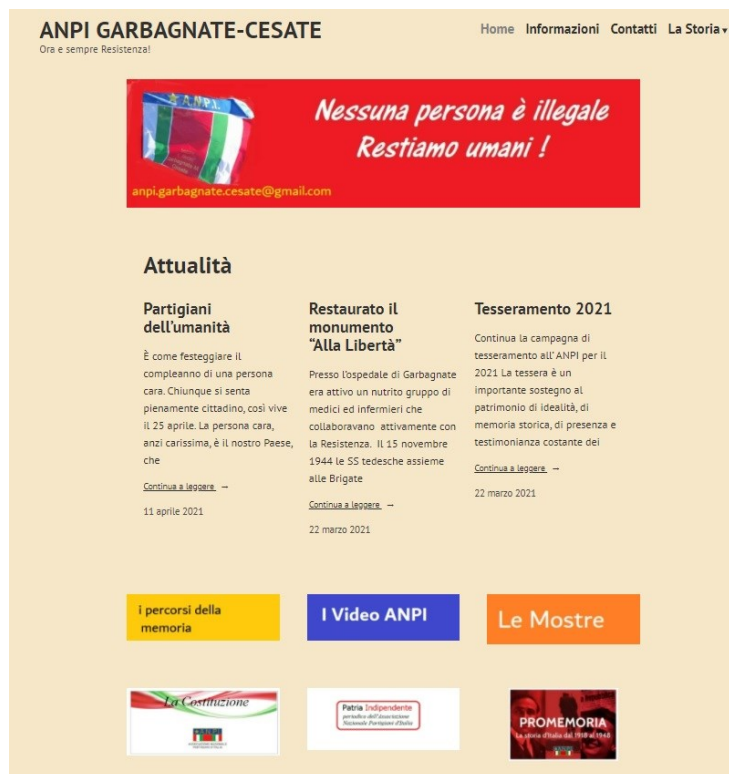 ANPI GARBAGNATE-CESATE
Ora e sempre Resistenza!
Home Informazioni Contatti La Storia ▾
A.N.P.I.
Nessuna persona è illegale
Restiamo umani !
anpi.garbagnate.cesate@gmail.com
Attualità
Partigiani
dell’umanità
È come festeggiare il
compleanno di una persona
cara. Chiunque si senta
pienamente cittadino, così vive
il 25 aprile. La persona cara,
anzi carissima, è il nostro Paese,
che
Continua a leggere →
11 aprile 2021
Restaurato il
monumento
“Alla Libertà”
Presso l’ospedale di Garbagnate
era attivo un nutrito gruppo di
medici ed infermieri che
collaboravano attivamente con
la Resistenza. Il 15 novembre
1944 le SS tedesche assieme
alle Brigate
Continua a leggere →
22 marzo 2021
Tesseramento 2021
Continua la campagna di
tesseramento all’ ANPI per il
2021 La tessera è un
importante sostegno al
patrimonio di idealità, di
memoria storica, di presenza e
testimonianza costante dei
Continua a leggere →
22 marzo 2021
i percorsi della
memoria
I Video ANPI
Le Mostre
La Costituzione
Patria Indipendente
periodico dell'Associazione
Nazionale Partigiani d'Italia
PROMEMORIA
La storia d'Italia dal 1918 al 1948